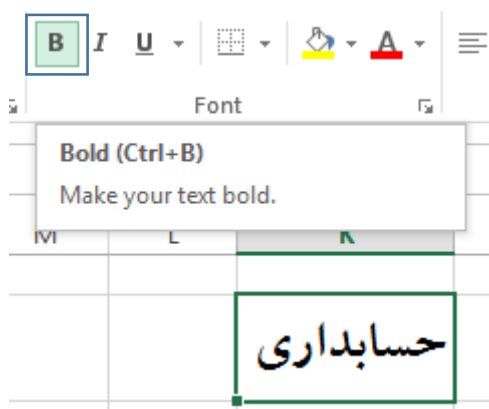 B I U A
Font
Bold (Ctrl+B)
Make your text bold.
M L K
حسابداری